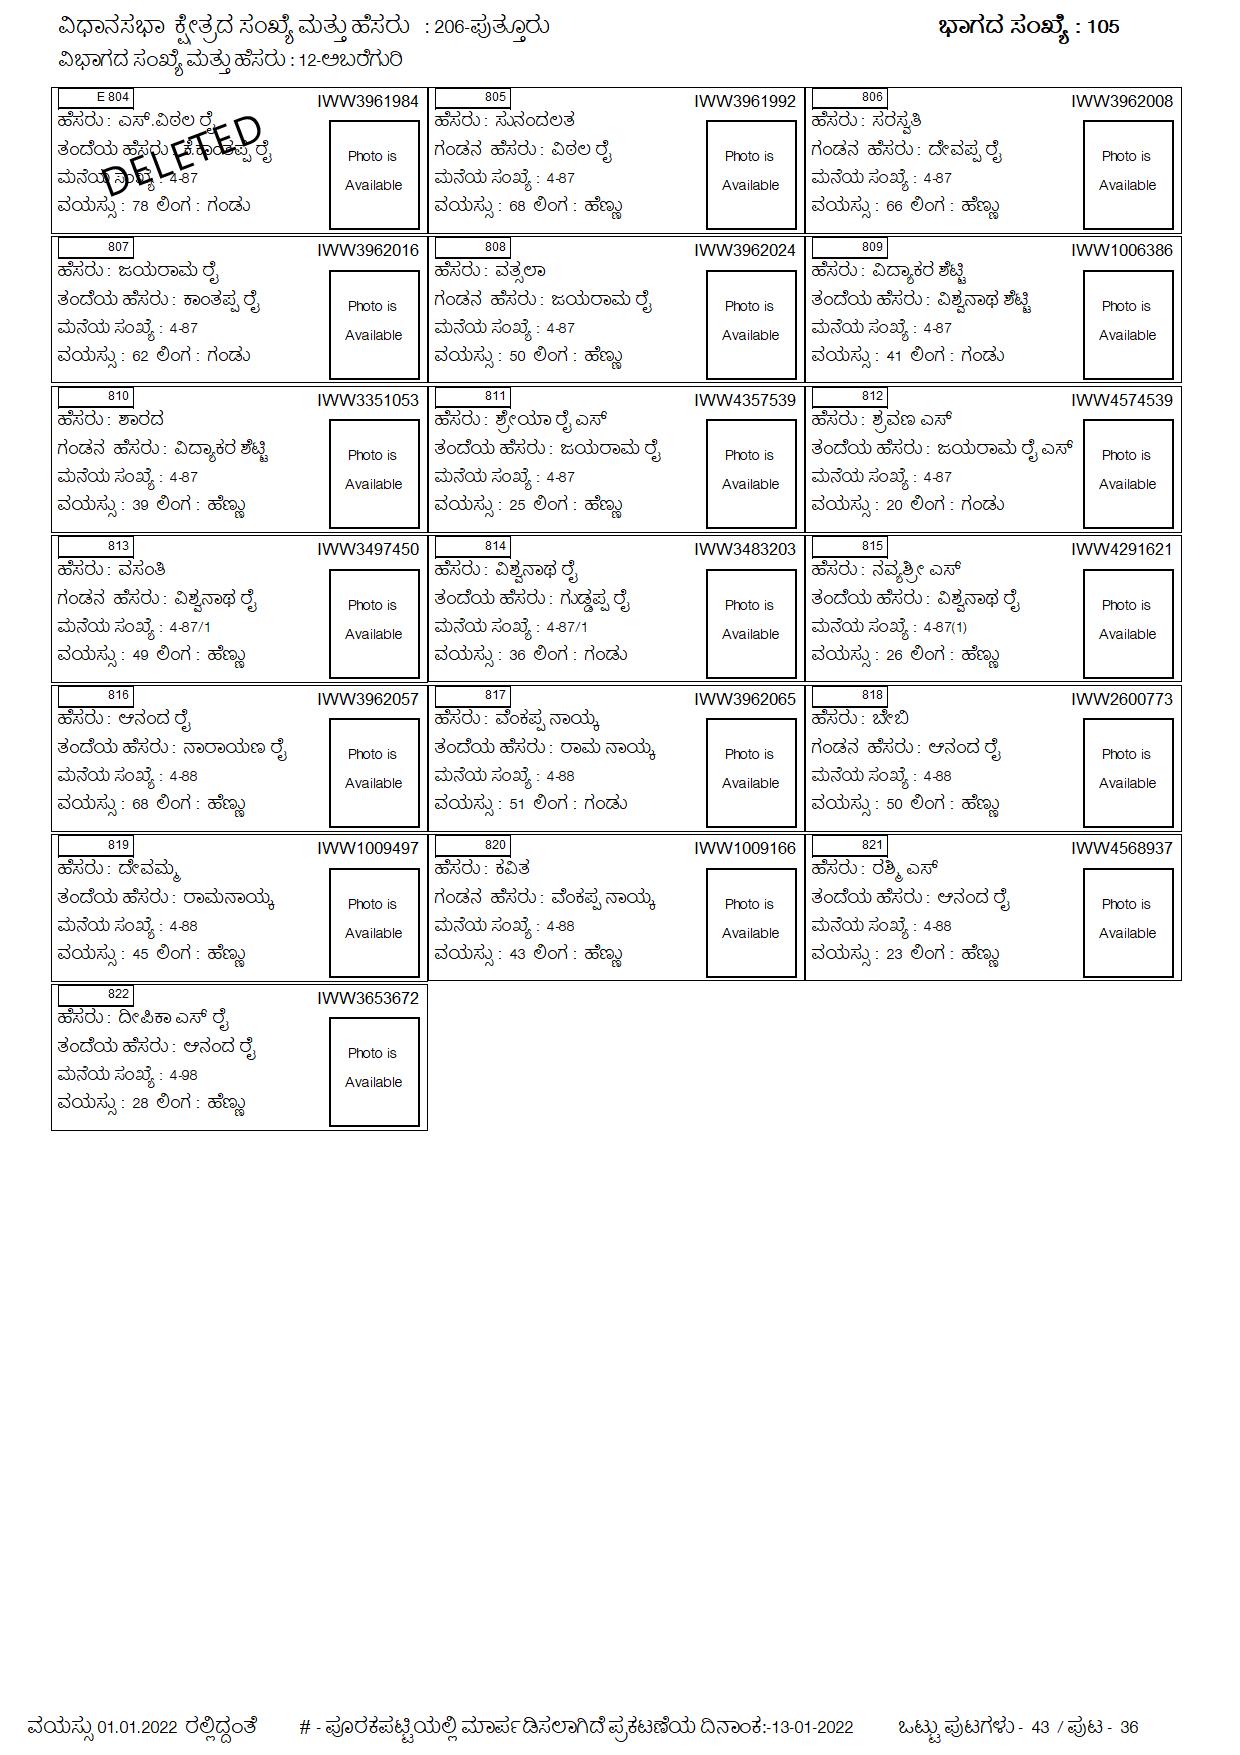 ವಿಧಾನಸಭಾ ಕ್ಷೇತ್ರದ ಸಂಖ್ಯೆ ಮತ್ತು ಹೆಸರು : 206-ಪುತ್ತೂರು ಭಾಗದ ಸಂಖ್ಯೆ : 105
ವಿಭಾಗದ ಸಂಖ್ಯೆ ಮತ್ತು ಹೆಸರು : 12-ಅಬರೆಗುರಿ
E 804 IWW3961984
ಹೆಸರು : ಎಸ್.ವಿಠಲ ರೈ
ತಂದೆಯ ಹೆಸರು : ಕೆ.ಕಾಂತಪ್ಪ ರೈ
ಮನೆಯ ಸಂಖ್ಯೆ : 4-87
ವಯಸ್ಸು : 78 ಲಿಂಗ : ಗಂಡು
Photo is
Available
DELETED
805 IWW3961992
ಹೆಸರು : ಸುನಂದಲತ
ಗಂಡನ ಹೆಸರು : ವಿಠಲ ರೈ
ಮನೆಯ ಸಂಖ್ಯೆ : 4-87
ವಯಸ್ಸು : 68 ಲಿಂಗ : ಹೆಣ್ಣು
Photo is
Available
806 IWW3962008
ಹೆಸರು : ಸರಸ್ವತಿ
ಗಂಡನ ಹೆಸರು : ದೇವಪ್ಪ ರೈ
ಮನೆಯ ಸಂಖ್ಯೆ : 4-87
ವಯಸ್ಸು : 66 ಲಿಂಗ : ಹೆಣ್ಣು
Photo is
Available
807 IWW3962016
ಹೆಸರು : ಜಯರಾಮ ರೈ
ತಂದೆಯ ಹೆಸರು : ಕಾಂತಪ್ಪ ರೈ
ಮನೆಯ ಸಂಖ್ಯೆ : 4-87
ವಯಸ್ಸು : 62 ಲಿಂಗ : ಗಂಡು
Photo is
Available
808 IWW3962024
ಹೆಸರು : ವತ್ಸಲಾ
ಗಂಡನ ಹೆಸರು : ಜಯರಾಮ ರೈ
ಮನೆಯ ಸಂಖ್ಯೆ : 4-87
ವಯಸ್ಸು : 50 ಲಿಂಗ : ಹೆಣ್ಣು
Photo is
Available
809 IWW1006386
ಹೆಸರು : ವಿದ್ಯಾಕರ ಶೆಟ್ಟಿ
ತಂದೆಯ ಹೆಸರು : ವಿಶ್ವನಾಥ ಶೆಟ್ಟಿ
ಮನೆಯ ಸಂಖ್ಯೆ : 4-87
ವಯಸ್ಸು : 41 ಲಿಂಗ : ಗಂಡು
Photo is
Available
810 IWW3351053
ಹೆಸರು : ಶಾರದ
ಗಂಡನ ಹೆಸರು : ವಿದ್ಯಾಕರ ಶೆಟ್ಟಿ
ಮನೆಯ ಸಂಖ್ಯೆ : 4-87
ವಯಸ್ಸು : 39 ಲಿಂಗ : ಹೆಣ್ಣು
Photo is
Available
811 IWW4357539
ಹೆಸರು : ಶ್ರೇಯಾ ರೈ ಎಸ್
ತಂದೆಯ ಹೆಸರು : ಜಯರಾಮ ರೈ
ಮನೆಯ ಸಂಖ್ಯೆ : 4-87
ವಯಸ್ಸು : 25 ಲಿಂಗ : ಹೆಣ್ಣು
Photo is
Available
812 IWW4574539
ಹೆಸರು : ಶ್ರವಣ ಎಸ್
ತಂದೆಯ ಹೆಸರು : ಜಯರಾಮ ರೈ ಎಸ್
ಮನೆಯ ಸಂಖ್ಯೆ : 4-87
ವಯಸ್ಸು : 20 ಲಿಂಗ : ಗಂಡು
Photo is
Available
813 IWW3497450
ಹೆಸರು : ವಸಂತಿ
ಗಂಡನ ಹೆಸರು : ವಿಶ್ವನಾಥ ರೈ
ಮನೆಯ ಸಂಖ್ಯೆ : 4-87/1
ವಯಸ್ಸು : 49 ಲಿಂಗ : ಹೆಣ್ಣು
Photo is
Available
814 IWW3483203
ಹೆಸರು : ವಿಶ್ವನಾಥ ರೈ
ತಂದೆಯ ಹೆಸರು : ಗುಡ್ಡಪ್ಪ ರೈ
ಮನೆಯ ಸಂಖ್ಯೆ : 4-87/1
ವಯಸ್ಸು : 36 ಲಿಂಗ : ಗಂಡು
Photo is
Available
815 IWW4291621
ಹೆಸರು : ನವ್ಯಶ್ರೀ ಎಸ್
ತಂದೆಯ ಹೆಸರು : ವಿಶ್ವನಾಥ ರೈ
ಮನೆಯ ಸಂಖ್ಯೆ : 4-87(1)
ವಯಸ್ಸು : 26 ಲಿಂಗ : ಹೆಣ್ಣು
Photo is
Available
816 IWW3962057
ಹೆಸರು : ಆನಂದ ರೈ
ತಂದೆಯ ಹೆಸರು : ನಾರಾಯಣ ರೈ
ಮನೆಯ ಸಂಖ್ಯೆ : 4-88
ವಯಸ್ಸು : 68 ಲಿಂಗ : ಹೆಣ್ಣು
Photo is
Available
817 IWW3962065
ಹೆಸರು : ವೆಂಕಪ್ಪ ನಾಯ್ಕ
ತಂದೆಯ ಹೆಸರು : ರಾಮ ನಾಯ್ಕ
ಮನೆಯ ಸಂಖ್ಯೆ : 4-88
ವಯಸ್ಸು : 51 ಲಿಂಗ : ಗಂಡು
Photo is
Available
818 IWW2600773
ಹೆಸರು : ಬೇಬಿ
ಗಂಡನ ಹೆಸರು : ಆನಂದ ರೈ
ಮನೆಯ ಸಂಖ್ಯೆ : 4-88
ವಯಸ್ಸು : 50 ಲಿಂಗ : ಹೆಣ್ಣು
Photo is
Available
819 IWW1009497
ಹೆಸರು : ದೇವಮ್ಮ
ತಂದೆಯ ಹೆಸರು : ರಾಮನಾಯ್ಕ
ಮನೆಯ ಸಂಖ್ಯೆ : 4-88
ವಯಸ್ಸು : 45 ಲಿಂಗ : ಹೆಣ್ಣು
Photo is
Available
820 IWW1009166
ಹೆಸರು : ಕವಿತ
ಗಂಡನ ಹೆಸರು : ವೆಂಕಪ್ಪ ನಾಯ್ಕ
ಮನೆಯ ಸಂಖ್ಯೆ : 4-88
ವಯಸ್ಸು : 43 ಲಿಂಗ : ಹೆಣ್ಣು
Photo is
Available
821 IWW4568937
ಹೆಸರು : ರಶ್ಮಿ ಎಸ್
ತಂದೆಯ ಹೆಸರು : ಆನಂದ ರೈ
ಮನೆಯ ಸಂಖ್ಯೆ : 4-88
ವಯಸ್ಸು : 23 ಲಿಂಗ : ಹೆಣ್ಣು
Photo is
Available
822 IWW3653672
ಹೆಸರು : ದೀಪಿಕಾ ಎಸ್ ರೈ
ತಂದೆಯ ಹೆಸರು : ಆನಂದ ರೈ
ಮನೆಯ ಸಂಖ್ಯೆ : 4-98
ವಯಸ್ಸು : 28 ಲಿಂಗ : ಹೆಣ್ಣು
Photo is
Available
ವಯಸ್ಸು 01.01.2022 ರಲ್ಲಿದ್ದಂತೆ # - ಪೂರಕಪಟ್ಟಿಯಲ್ಲಿ ಮಾರ್ಪಡಿಸಲಾಗಿದೆ ಪ್ರಕಟಣೆಯ ದಿನಾಂಕ:-13-01-2022 ಒಟ್ಟು ಪುಟಗಳು - 43 / ಪುಟ - 36